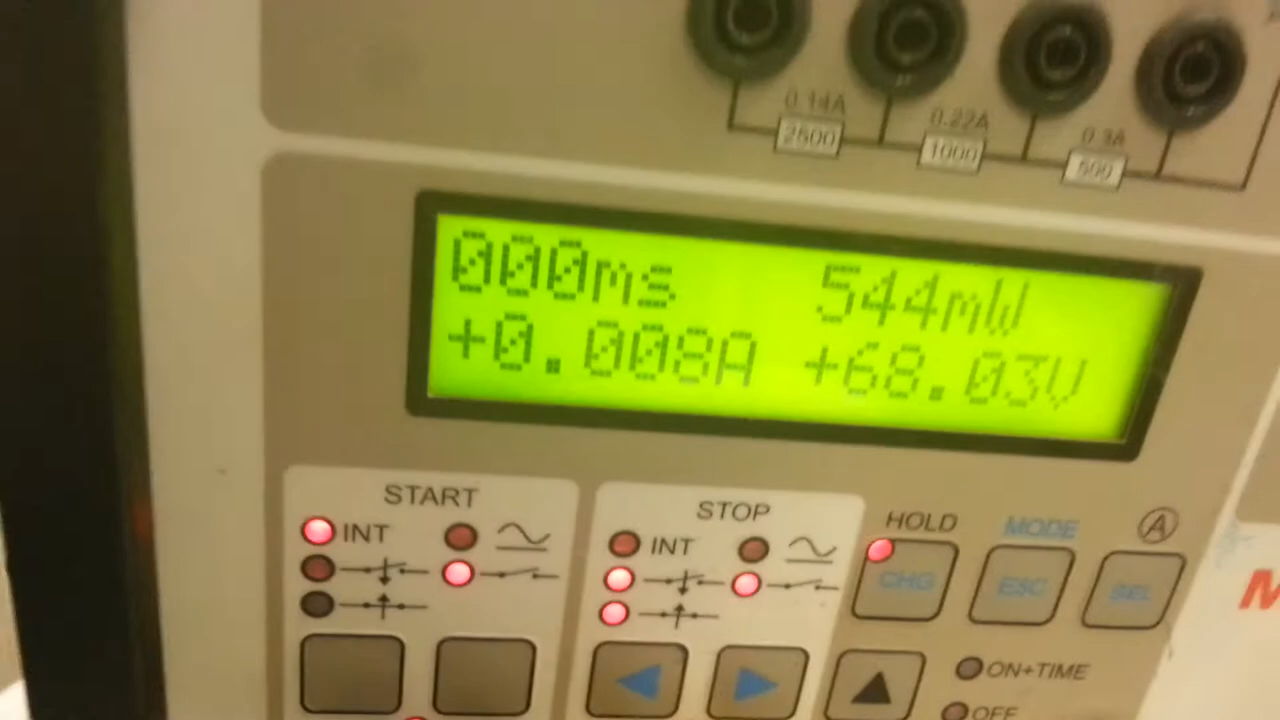 0.14A 0.22A 0.3A
2500 1000 500
000ms 544mW
+0.008A +68.03V
START STOP HOLD MODE A
INT INT CHG ESC SEL
ON+TIME
OFF
M